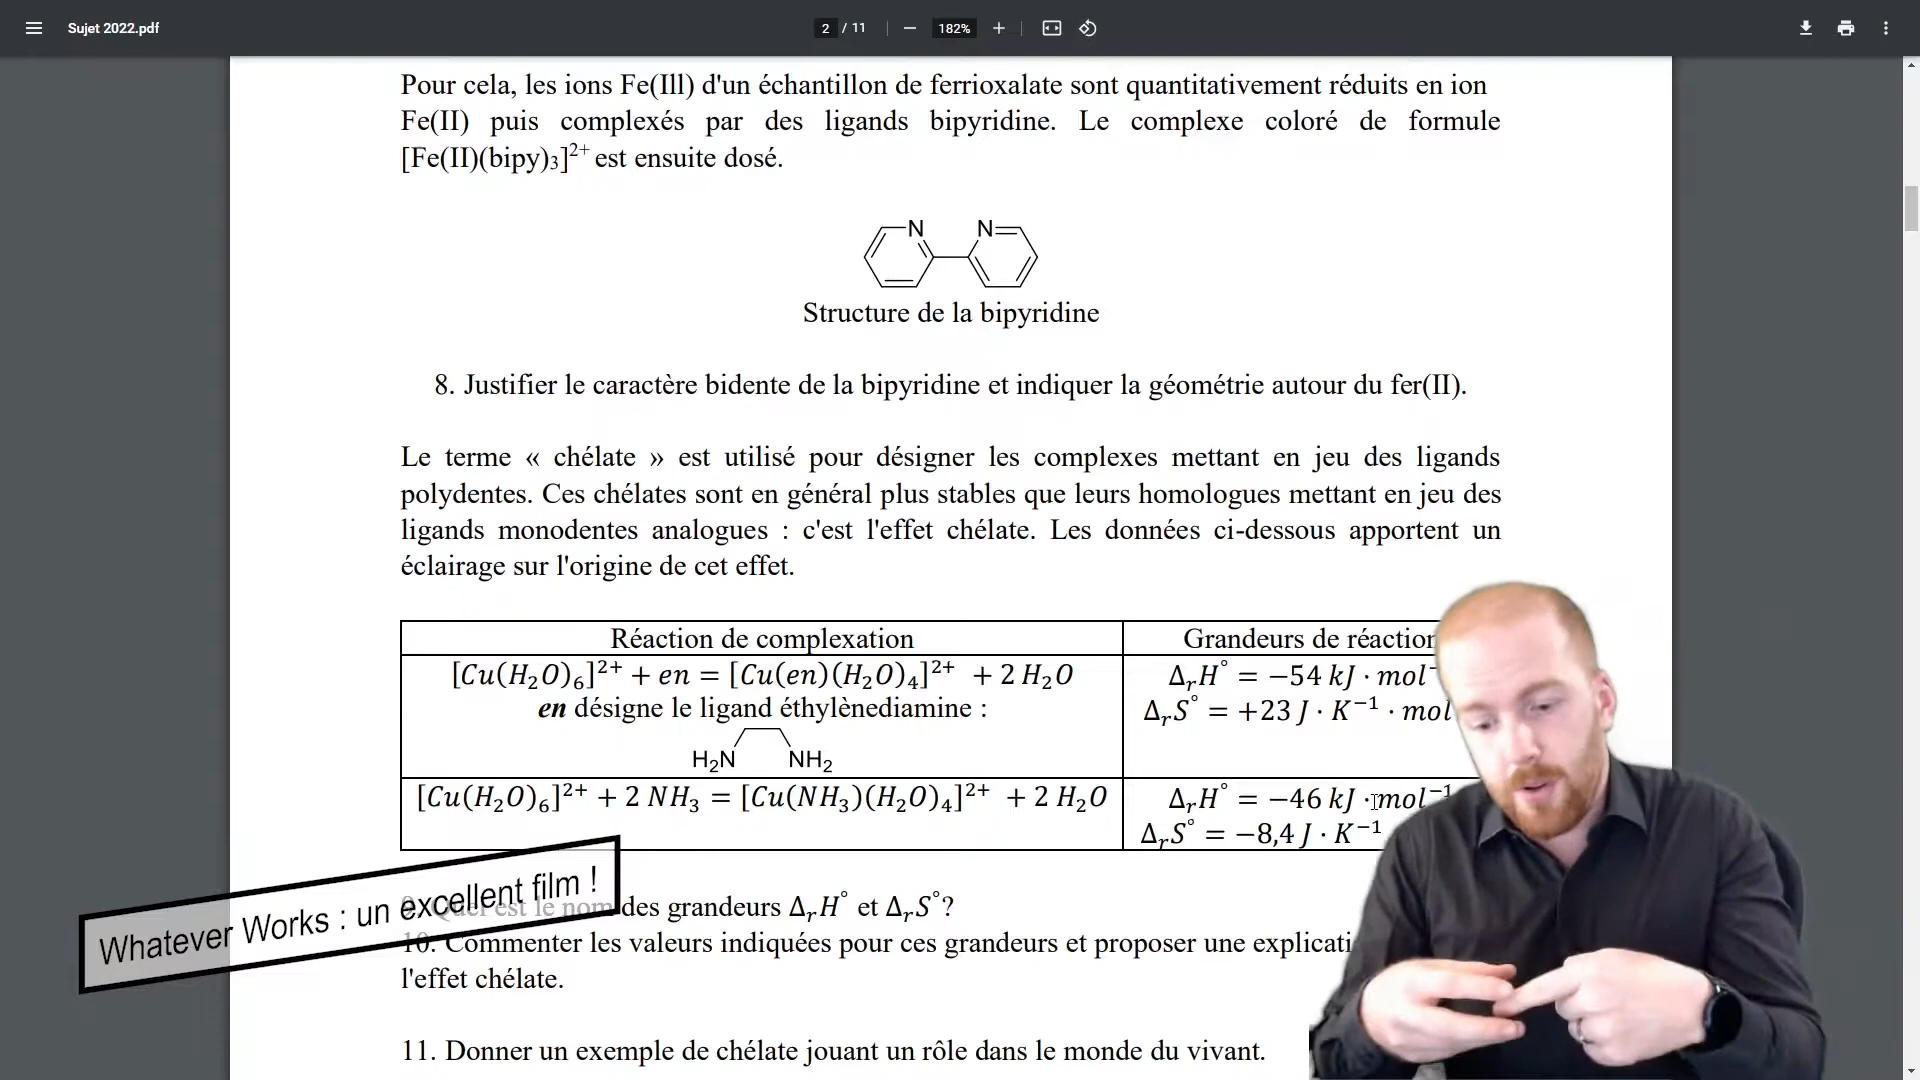 Sujet 2022.pdf
2 / 11
182%
Pour cela, les ions Fe(Ill) d'un échantillon de ferrioxalate sont quantitativement réduits en ion
Fe(II) puis complexés par des ligands bipyridine. Le complexe coloré de formule
[Fe(II)(bipy)₃]²⁺ est ensuite dosé.
N N
Structure de la bipyridine
8. Justifier le caractère bidente de la bipyridine et indiquer la géométrie autour du fer(II).
Le terme « chélate » est utilisé pour désigner les complexes mettant en jeu des ligands
polydentes. Ces chélates sont en général plus stables que leurs homologues mettant en jeu des
ligands monodentes analogues : c'est l'effet chélate. Les données ci-dessous apportent un
éclairage sur l'origine de cet effet.
Réaction de complexation Grandeurs de réaction
[Cu(H₂O)₆]²⁺ + en = [Cu(en)(H₂O)₄]²⁺ + 2 H₂O ΔᵣH° = −54 kJ · mol⁻
en désigne le ligand éthylènediamine : ΔᵣS° = +23 J · K⁻¹ · mol
H₂N NH₂
[Cu(H₂O)₆]²⁺ + 2 NH₃ = [Cu(NH₃)(H₂O)₄]²⁺ + 2 H₂O ΔᵣH° = −46 kJ · mol⁻¹
ΔᵣS° = −8,4 J · K⁻¹
Whatever Works : un excellent film !
9. Quel est le nom des grandeurs ΔᵣH° et ΔᵣS°?
10. Commenter les valeurs indiquées pour ces grandeurs et proposer une explicati
l'effet chélate.
11. Donner un exemple de chélate jouant un rôle dans le monde du vivant.